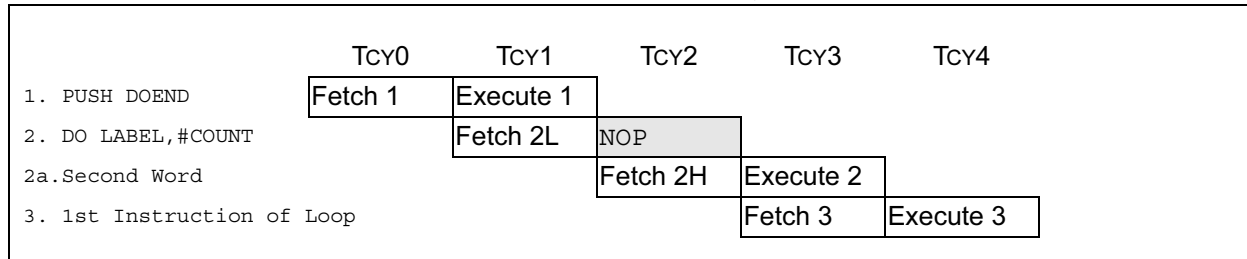 TCY0 TCY1 TCY2 TCY3 TCY4
1. PUSH DOEND Fetch 1 Execute 1
2. DO LABEL,#COUNT Fetch 2L NOP
2a.Second Word Fetch 2H Execute 2
3. 1st Instruction of Loop Fetch 3 Execute 3